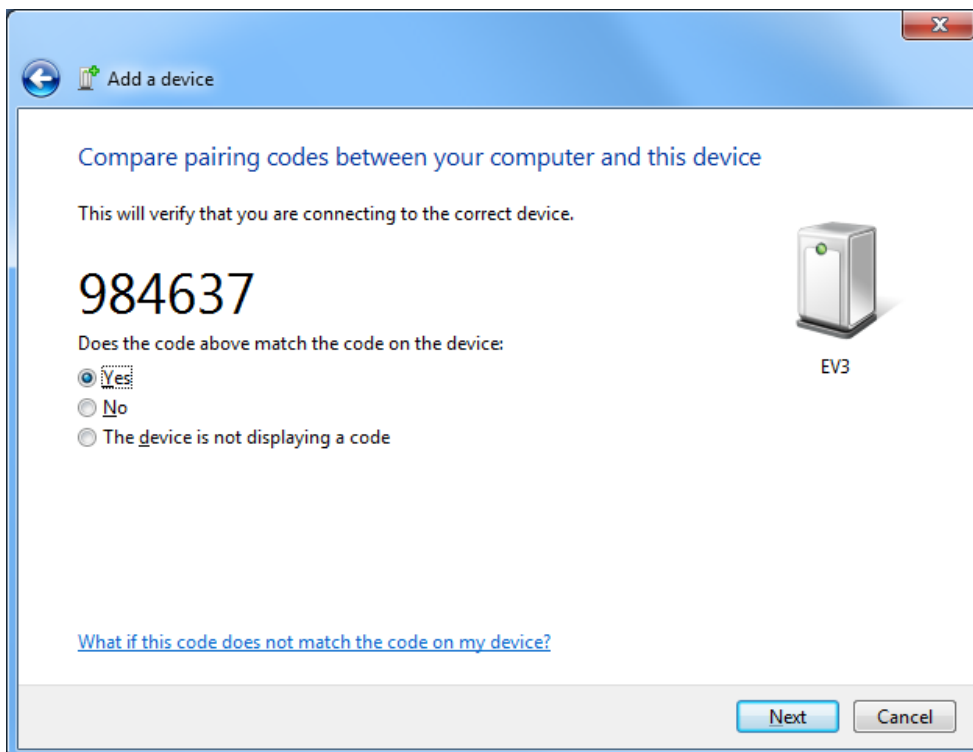 Add a device
Compare pairing codes between your computer and this device
This will verify that you are connecting to the correct device.
984637
Does the code above match the code on the device:
Yes
No
The device is not displaying a code
EV3
What if this code does not match the code on my device?
Next
Cancel